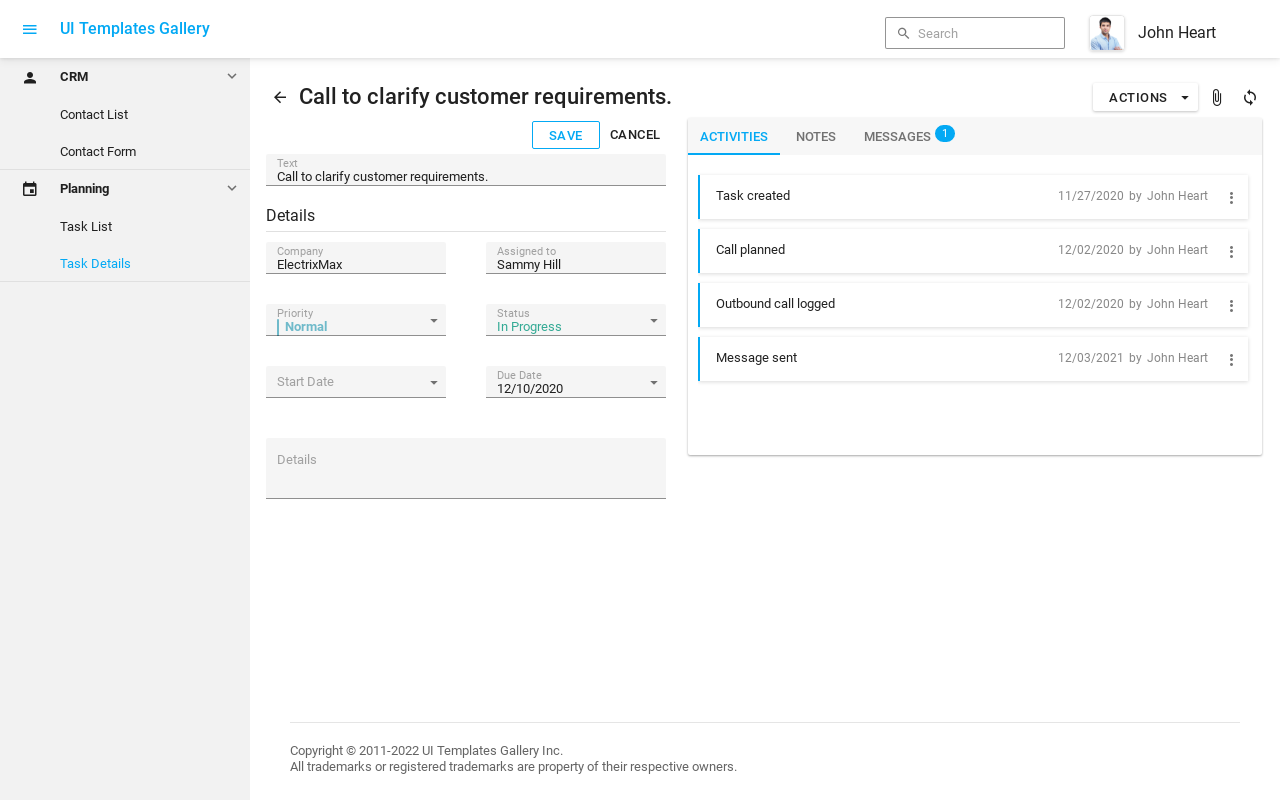 UI Templates Gallery
Search
John Heart
CRM
Contact List
Contact Form
Planning
Task List
Task Details
Call to clarify customer requirements.
ACTIONS
SAVE CANCEL
Text
Call to clarify customer requirements.
Details
Company
ElectrixMax
Assigned to
Sammy Hill
Priority
Normal
Status
In Progress
Start Date
Due Date
12/10/2020
Details
ACTIVITIES NOTES MESSAGES 1
Task created 11/27/2020 by John Heart
Call planned 12/02/2020 by John Heart
Outbound call logged 12/02/2020 by John Heart
Message sent 12/03/2021 by John Heart
Copyright © 2011-2022 UI Templates Gallery Inc.
All trademarks or registered trademarks are property of their respective owners.